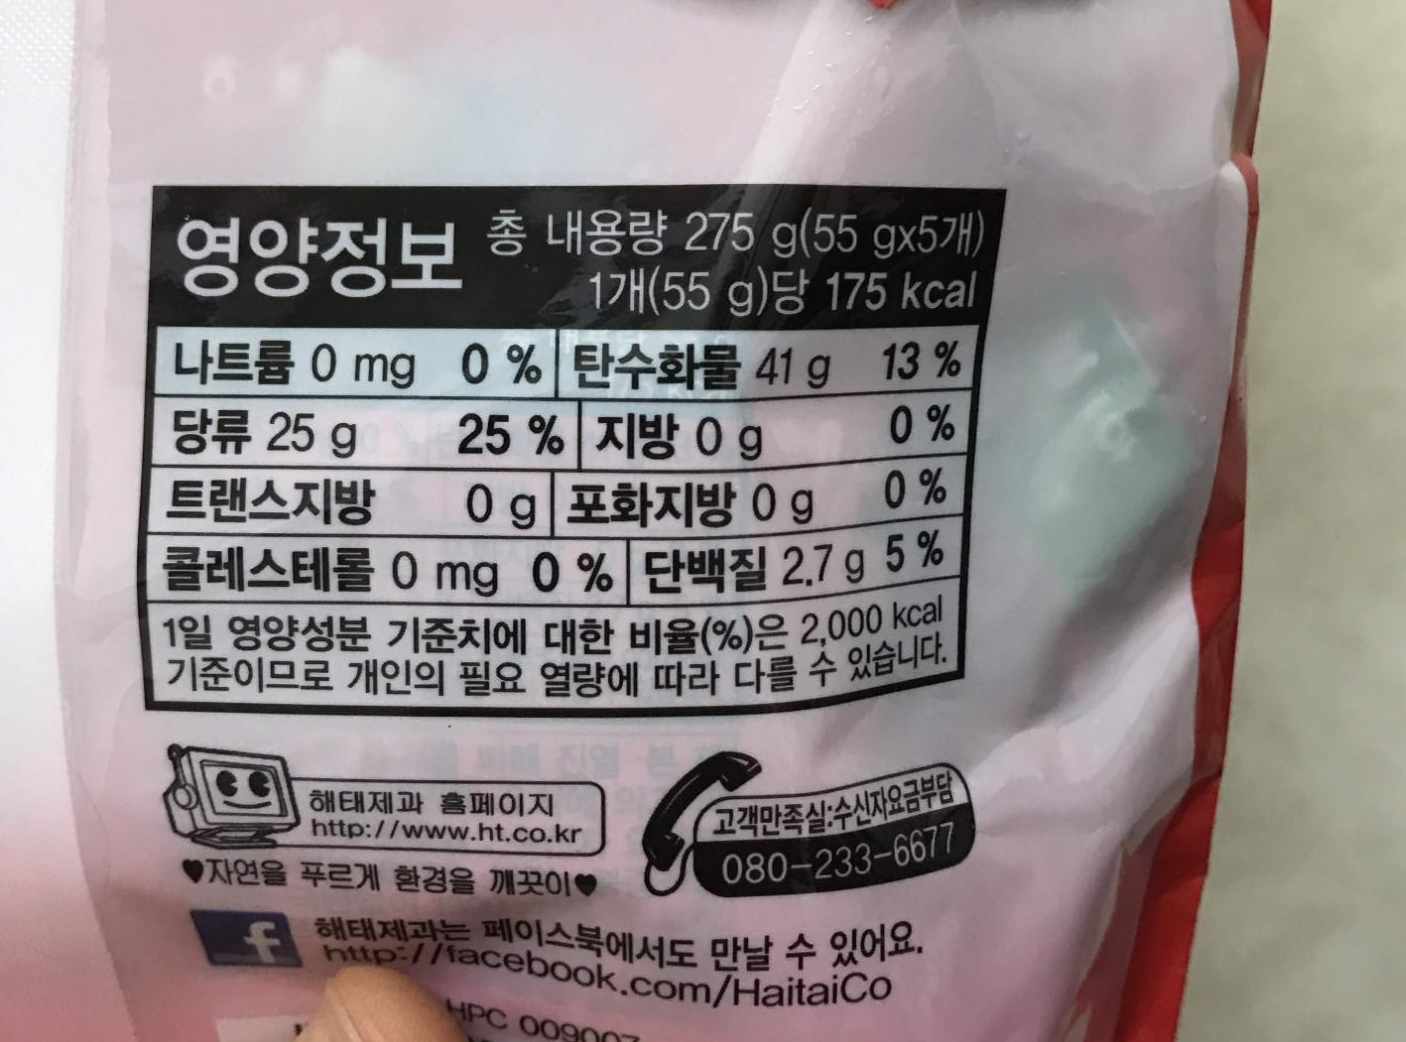 영양정보 총 내용량 275 g(55 gx5개)
1개(55 g)당 175 kcal
나트륨 0 mg 0 % 탄수화물 41 g 13 %
당류 25 g 25 % 지방 0 g 0 %
트랜스지방 0 g 포화지방 0 g 0 %
콜레스테롤 0 mg 0 % 단백질 2.7 g 5 %
1일 영양성분 기준치에 대한 비율(%)은 2,000 kcal
기준이므로 개인의 필요 열량에 따라 다를 수 있습니다.
해태제과 홈페이지
http://www.ht.co.kr
고객만족실:수신자요금부담
080-233-6677
♥자연을 푸르게 환경을 깨끗이♥
f 해태제과는 페이스북에서도 만날 수 있어요.
http://facebook.com/HaitaiCo
HPC